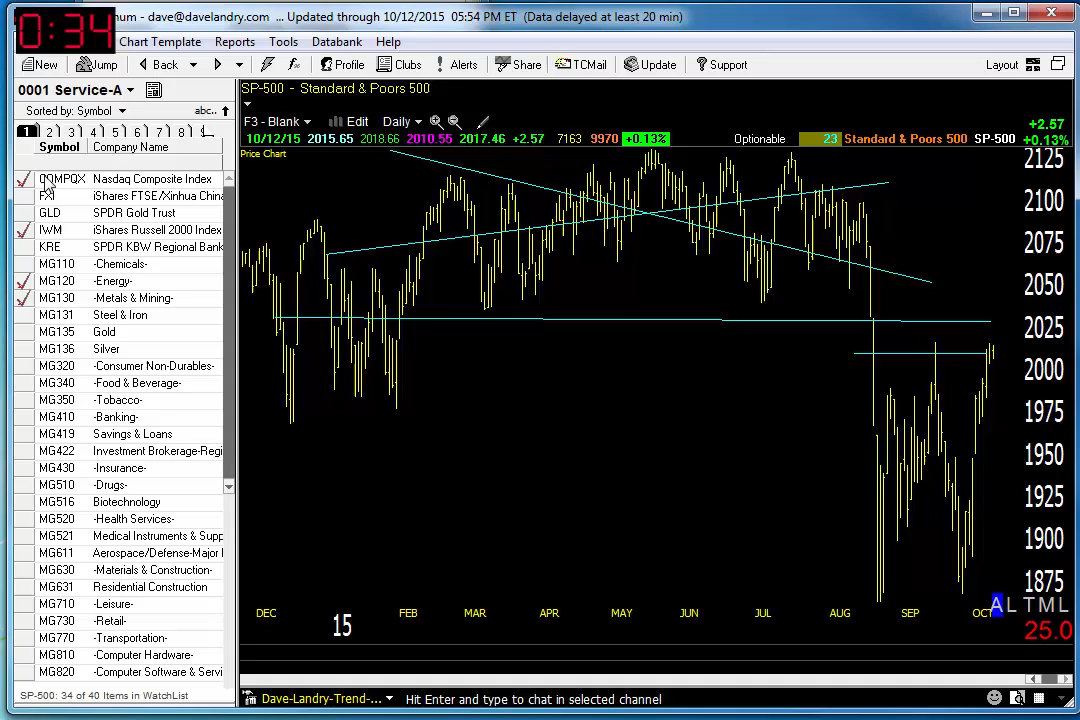 0:34
num - dave@davelandry.com ... Updated through 10/12/2015 05:54 PM ET (Data delayed at least 20 min)
Chart Template Reports Tools Databank Help
New Jump Back Profile Clubs Alerts Share TCMail Update Support Layout
0001 Service-A
Sorted by: Symbol abc..
1 2 3 4 5 6 7 8
Symbol Company Name
COMPQX Nasdaq Composite Index
FXI iShares FTSE/Xinhua China
GLD SPDR Gold Trust
IWM iShares Russell 2000 Index
KRE SPDR KBW Regional Bank
MG110 -Chemicals-
MG120 -Energy-
MG130 -Metals & Mining-
MG131 Steel & Iron
MG135 Gold
MG136 Silver
MG320 -Consumer Non-Durables-
MG340 -Food & Beverage-
MG350 -Tobacco-
MG410 -Banking-
MG419 Savings & Loans
MG422 Investment Brokerage-Regi
MG430 -Insurance-
MG510 -Drugs-
MG516 Biotechnology
MG520 -Health Services-
MG521 Medical Instruments & Supp
MG611 Aerospace/Defense-Major
MG630 -Materials & Construction-
MG631 Residential Construction
MG710 -Leisure-
MG730 -Retail-
MG770 -Transportation-
MG810 -Computer Hardware-
MG820 -Computer Software & Servi
SP-500: 34 of 40 Items in WatchList
SP-500 - Standard & Poors 500
F3 - Blank Edit Daily
10/12/15 2015.65 2018.66 2010.55 2017.46 +2.57 7163 9970 +0.13% Optionable 23 Standard & Poors 500 SP-500
+2.57
+0.13%
Price Chart
2125
2100
2075
2050
2025
2000
1975
1950
1925
1900
1875
DEC 15 FEB MAR APR MAY JUN JUL AUG SEP OCT
A L T M L
25.0
Dave-Landry-Trend-... Hit Enter and type to chat in selected channel